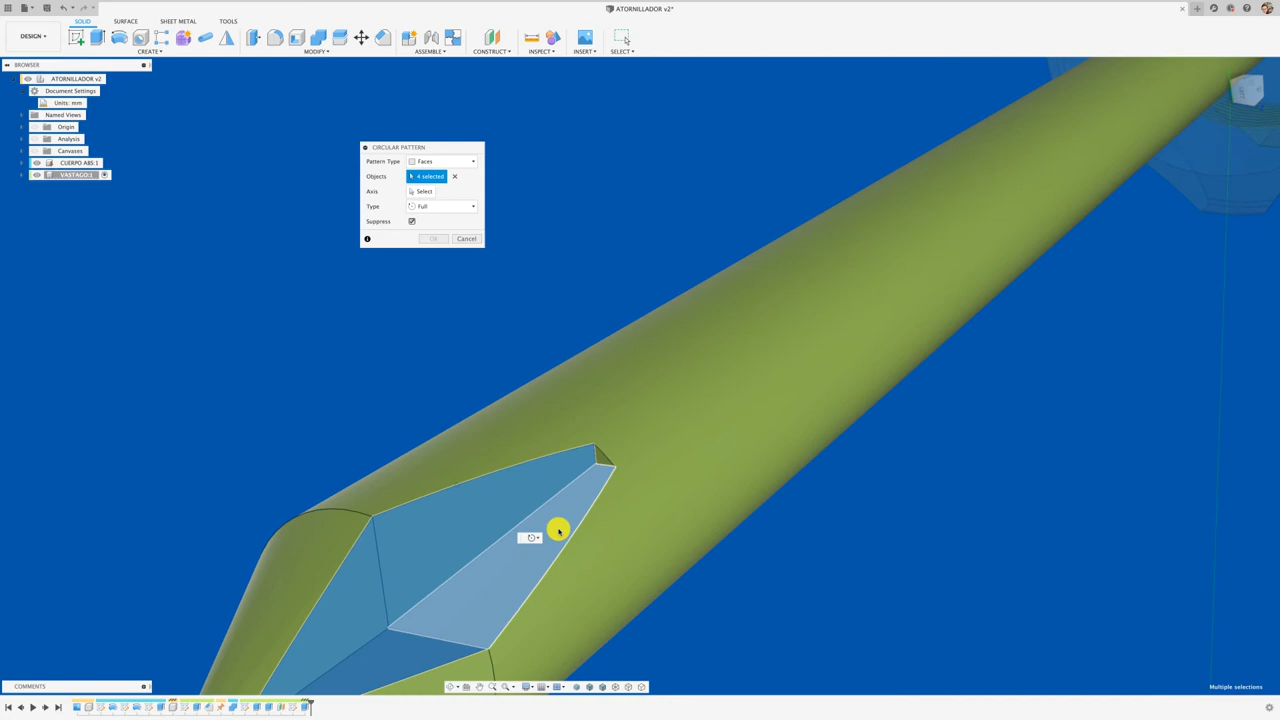 ATORNILLADOR v2*
SOLID SURFACE SHEET METAL TOOLS
DESIGN
CREATE MODIFY ASSEMBLE CONSTRUCT INSPECT INSERT SELECT
BROWSER
ATORNILLADOR v2
Document Settings
Units: mm
Named Views
Origin
Analysis
Canvases
CUERPO ABS:1
VASTAGO:1
CIRCULAR PATTERN
Pattern Type Faces
Objects 4 selected
Axis Select
Type Full
Suppress
OK Cancel
COMMENTS
Multiple selections